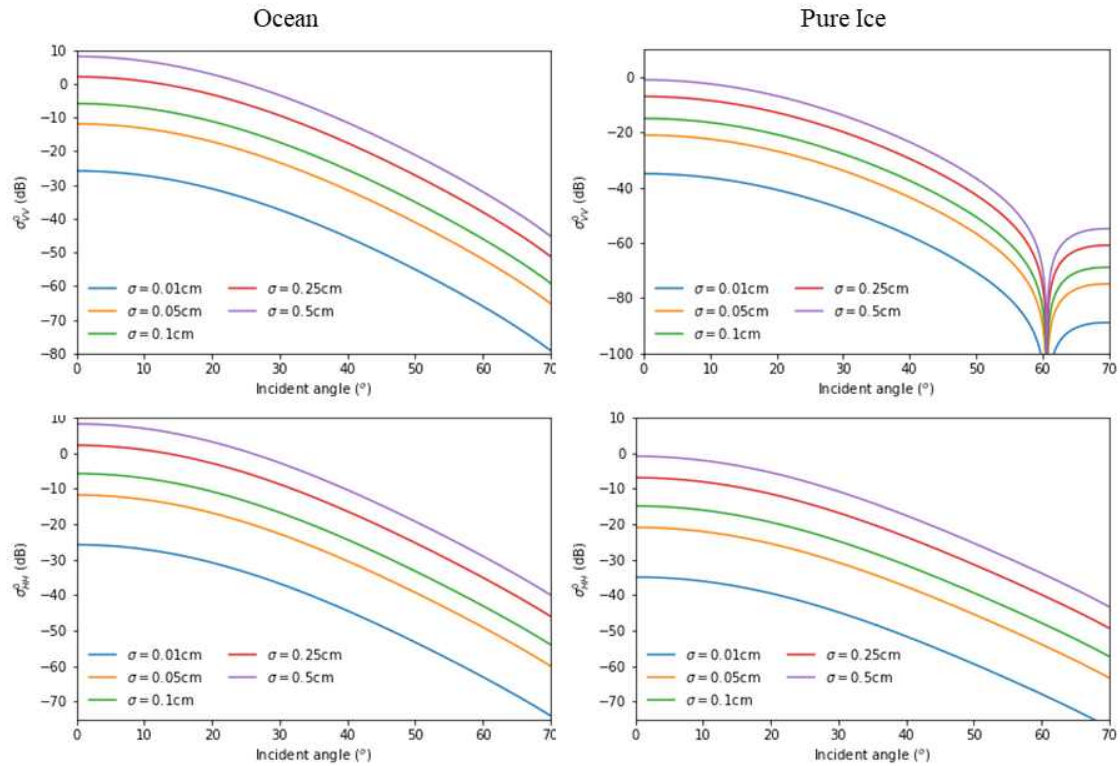 Ocean
Pure Ice
10
0
−10
−20
−30
−40
−50
−60
−70
−80
σ⁰VV (dB)
σ = 0.01cm
σ = 0.25cm
σ = 0.05cm
σ = 0.5cm
σ = 0.1cm
0 10 20 30 40 50 60 70
Incident angle (°)
0
−20
−40
−60
−80
−100
σ⁰VV (dB)
σ = 0.01cm
σ = 0.25cm
σ = 0.05cm
σ = 0.5cm
σ = 0.1cm
0 10 20 30 40 50 60 70
Incident angle (°)
10
0
−10
−20
−30
−40
−50
−60
−70
σ⁰HH (dB)
σ = 0.01cm
σ = 0.25cm
σ = 0.05cm
σ = 0.5cm
σ = 0.1cm
0 10 20 30 40 50 60 70
Incident angle (°)
10
0
−10
−20
−30
−40
−50
−60
−70
σ⁰HH (dB)
σ = 0.01cm
σ = 0.25cm
σ = 0.05cm
σ = 0.5cm
σ = 0.1cm
0 10 20 30 40 50 60 70
Incident angle (°)